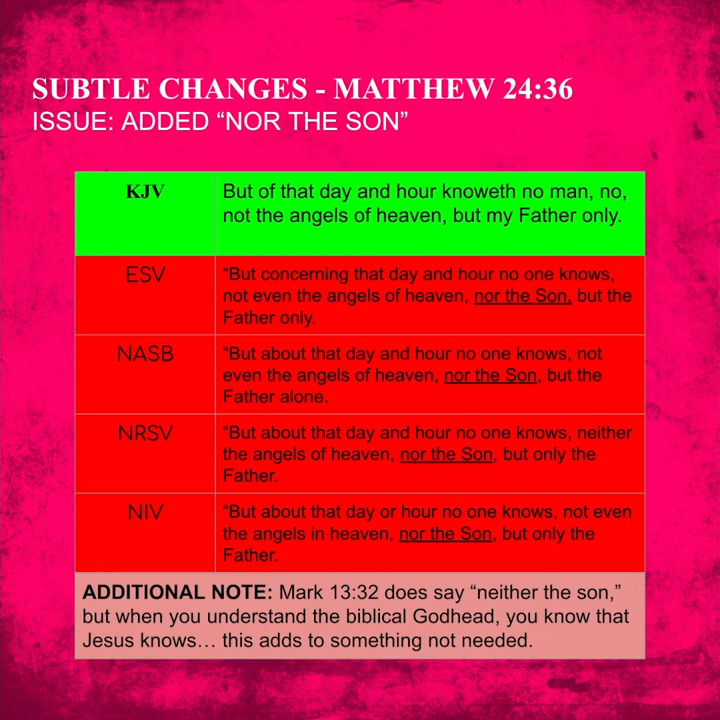 SUBTLE CHANGES - MATTHEW 24:36
ISSUE: ADDED “NOR THE SON”
KJV
But of that day and hour knoweth no man, no,
not the angels of heaven, but my Father only.
ESV
“But concerning that day and hour no one knows,
not even the angels of heaven, nor the Son, but the
Father only.
NASB
“But about that day and hour no one knows, not
even the angels of heaven, nor the Son, but the
Father alone.
NRSV
“But about that day and hour no one knows, neither
the angels of heaven, nor the Son, but only the
Father.
NIV
“But about that day or hour no one knows, not even
the angels in heaven, nor the Son, but only the
Father.
ADDITIONAL NOTE: Mark 13:32 does say “neither the son,”
but when you understand the biblical Godhead, you know that
Jesus knows… this adds to something not needed.